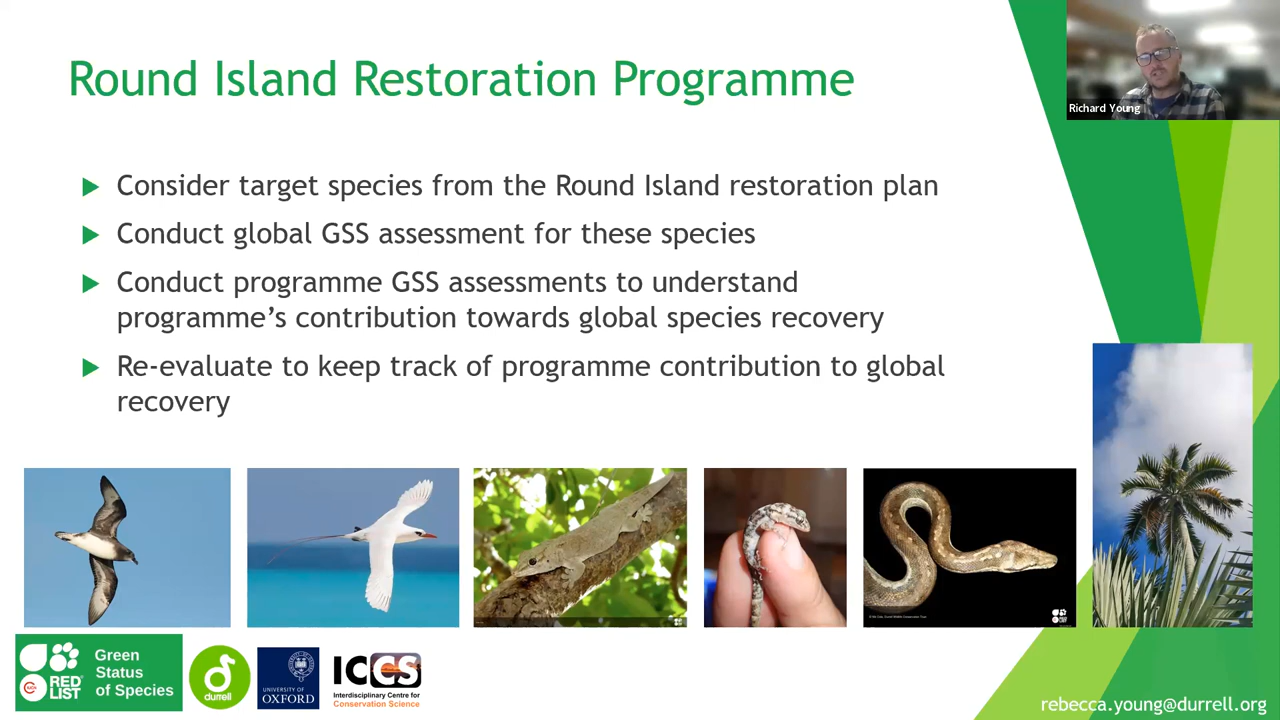 Round Island Restoration Programme
Richard Young
Consider target species from the Round Island restoration plan
Conduct global GSS assessment for these species
Conduct programme GSS assessments to understand
programme's contribution towards global species recovery
Re-evaluate to keep track of programme contribution to global
recovery
RED
LIST
Green
Status
of Species
durrell
UNIVERSITY OF
OXFORD
ICCS
Interdisciplinary Centre for
Conservation Science
rebecca.young@durrell.org